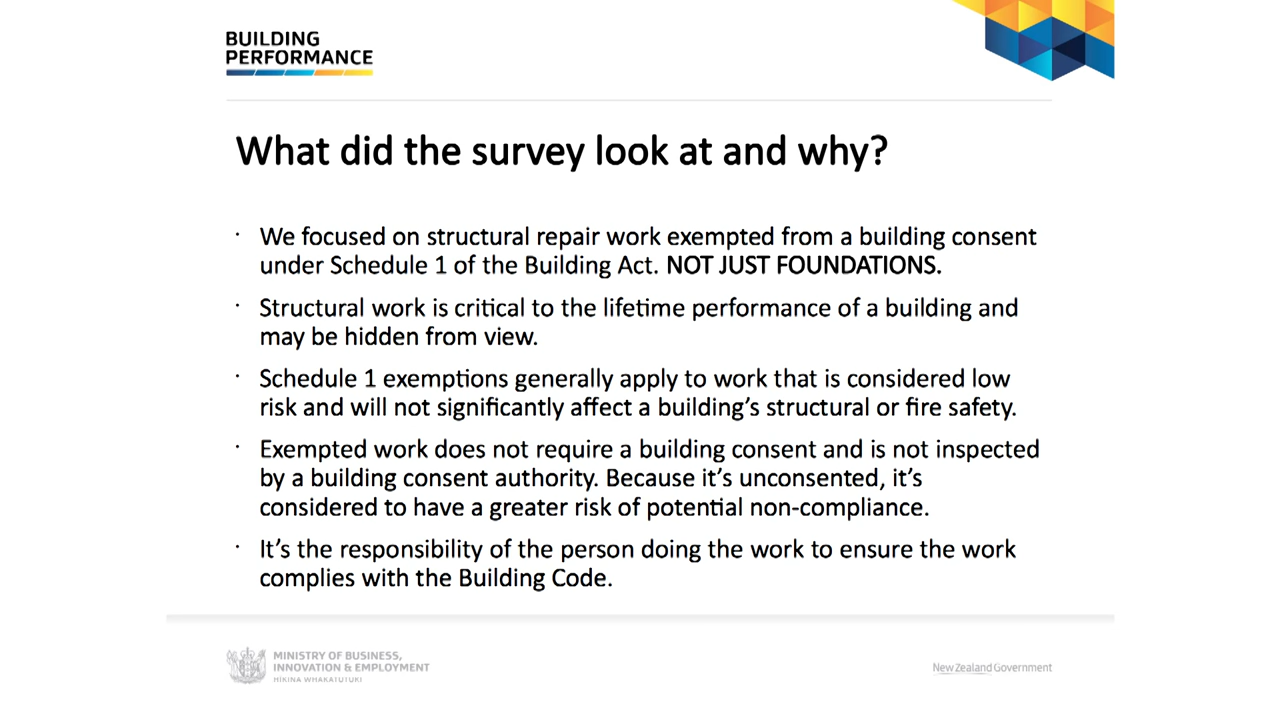 BUILDING
PERFORMANCE
What did the survey look at and why?
· We focused on structural repair work exempted from a building consent
under Schedule 1 of the Building Act. NOT JUST FOUNDATIONS.
· Structural work is critical to the lifetime performance of a building and
may be hidden from view.
· Schedule 1 exemptions generally apply to work that is considered low
risk and will not significantly affect a building’s structural or fire safety.
· Exempted work does not require a building consent and is not inspected
by a building consent authority. Because it’s unconsented, it’s
considered to have a greater risk of potential non-compliance.
· It’s the responsibility of the person doing the work to ensure the work
complies with the Building Code.
MINISTRY OF BUSINESS,
INNOVATION & EMPLOYMENT
HĪKINA WHAKATUTUKI
New Zealand Government